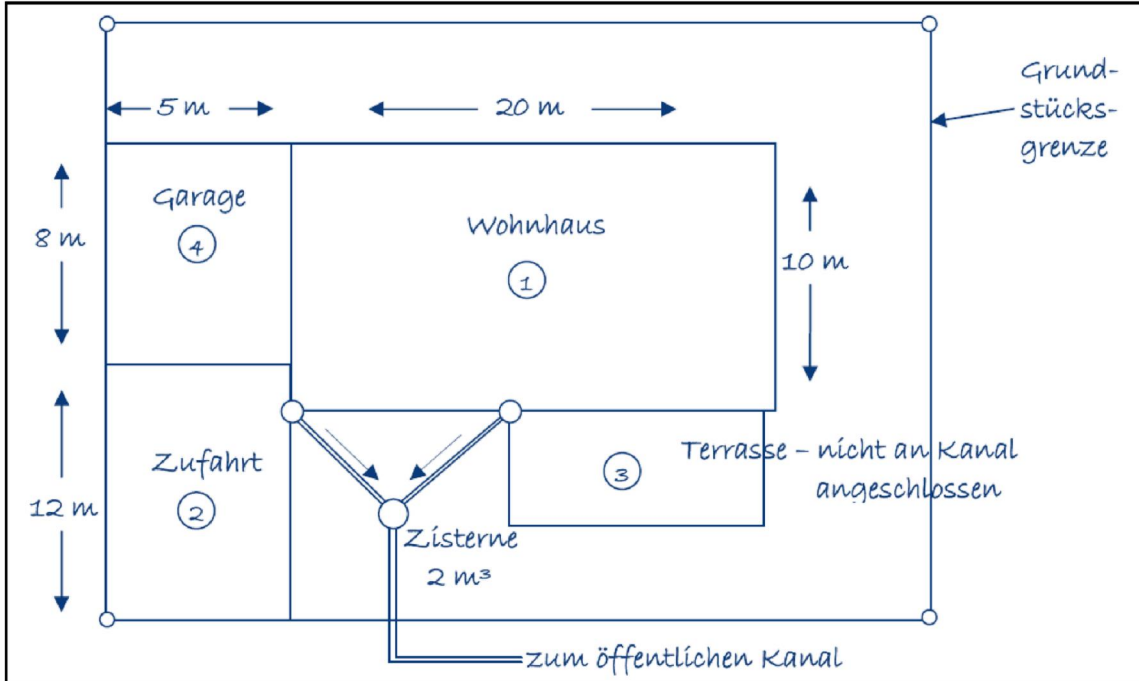 Grund-
stücks-
grenze
5 m
20 m
8 m
Garage
4
Wohnhaus
1
10 m
12 m
Zufahrt
2
3
Terrasse – nicht an Kanal
angeschlossen
Zisterne
2 m³
zum öffentlichen Kanal